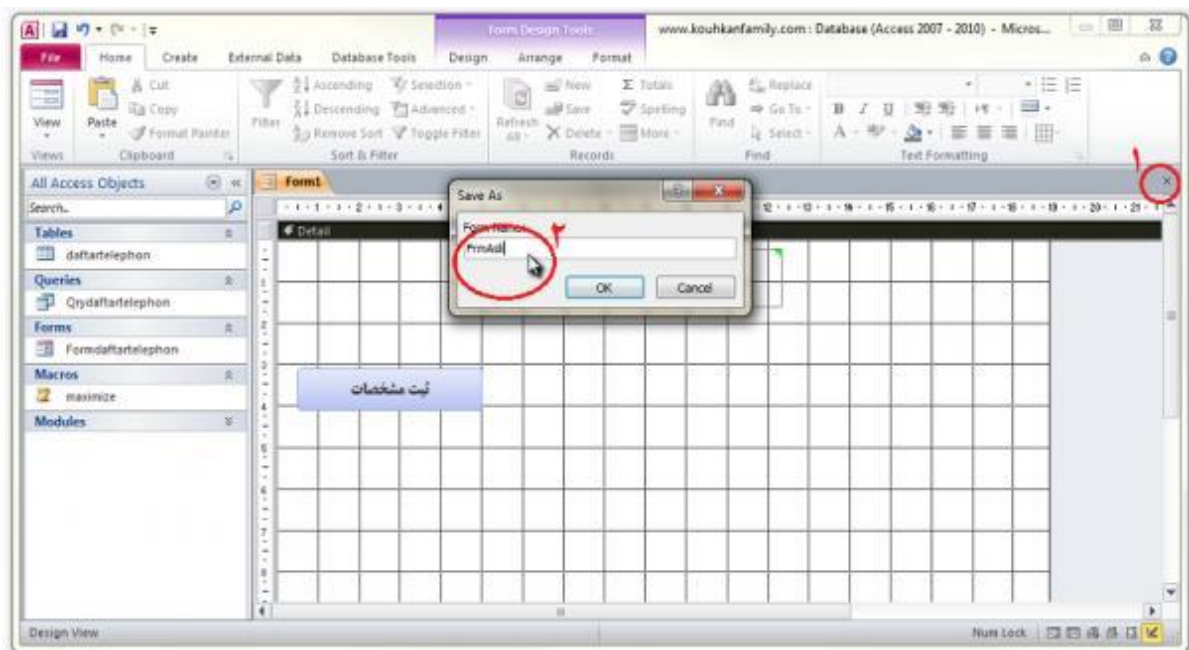 Form Design Tools
www.kouhkanfamily.com : Database (Access 2007 - 2010) - Micros...
File Home Create External Data Database Tools Design Arrange Format
View
Paste
Cut
Copy
Format Painter
Filter
Ascending
Descending
Remove Sort
Selection
Advanced
Toggle Filter
Refresh All
New
Save
Delete
Totals
Spelling
More
Find
Replace
Go To
Select
B I U
A
Views Clipboard Sort & Filter Records Find Text Formatting
۱
All Access Objects
Search..
Tables
daftartelephon
Queries
Qrydaftartelephon
Forms
Formdaftartelephon
Macros
maximize
Modules
Form1
Detail
Save As
Form Name:
۲
FrmAsli
OK Cancel
ثبت مشخصات
Design View
Num Lock